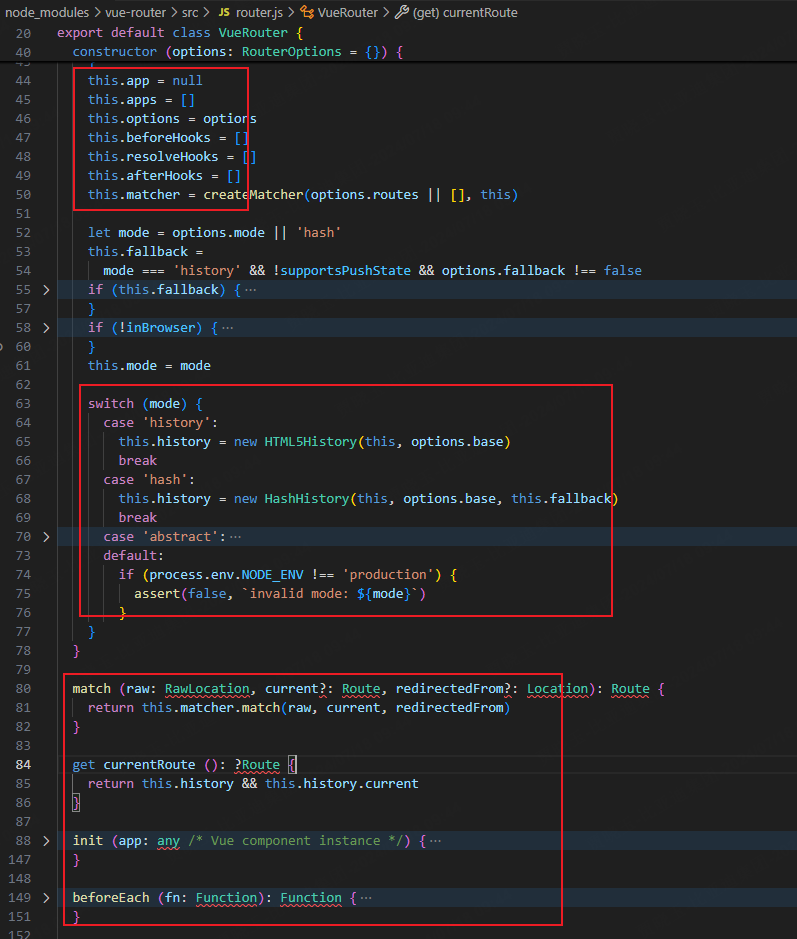 node_modules > vue-router > src > JS router.js > VueRouter > (get) currentRoute
20 export default class VueRouter {
40 constructor (options: RouterOptions = {}) {
44 this.app = null
45 this.apps = []
46 this.options = options
47 this.beforeHooks = []
48 this.resolveHooks = []
49 this.afterHooks = []
50 this.matcher = createMatcher(options.routes || [], this)
51
52 let mode = options.mode || 'hash'
53 this.fallback =
54 mode === 'history' && !supportsPushState && options.fallback !== false
55 > if (this.fallback) { ···
57 }
58 > if (!inBrowser) { ···
60 }
61 this.mode = mode
62
63 switch (mode) {
64 case 'history':
65 this.history = new HTML5History(this, options.base)
66 break
67 case 'hash':
68 this.history = new HashHistory(this, options.base, this.fallback)
69 break
70 > case 'abstract': ···
73 default:
74 if (process.env.NODE_ENV !== 'production') {
75 assert(false, `invalid mode: ${mode}`)
76 }
77 }
78 }
79
80 match (raw: RawLocation, current?: Route, redirectedFrom?: Location): Route {
81 return this.matcher.match(raw, current, redirectedFrom)
82 }
83
84 get currentRoute (): ?Route {
85 return this.history && this.history.current
86 }
87
88 > init (app: any /* Vue component instance */) { ···
147 }
148
149 > beforeEach (fn: Function): Function { ···
151 }
152